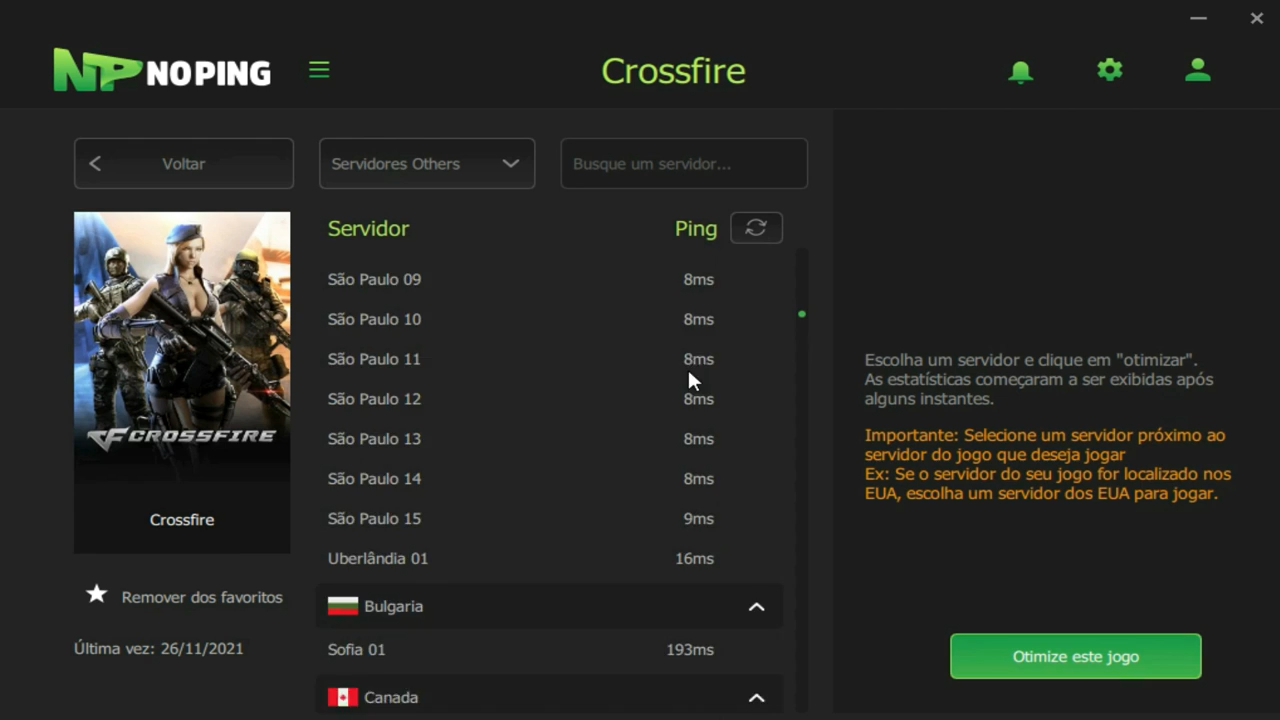 NP NOPING
Crossfire
Voltar
Servidores Others
Busque um servidor...
Servidor
Ping
São Paulo 09 8ms
São Paulo 10 8ms
São Paulo 11 8ms
São Paulo 12 8ms
São Paulo 13 8ms
São Paulo 14 8ms
São Paulo 15 9ms
Uberlândia 01 16ms
Bulgaria
Sofia 01 193ms
Canada
CF CROSSFIRE
Crossfire
Remover dos favoritos
Última vez: 26/11/2021
Escolha um servidor e clique em "otimizar".
As estatísticas começaram a ser exibidas após
alguns instantes.
Importante: Selecione um servidor próximo ao
servidor do jogo que deseja jogar
Ex: Se o servidor do seu jogo for localizado nos
EUA, escolha um servidor dos EUA para jogar.
Otimize este jogo